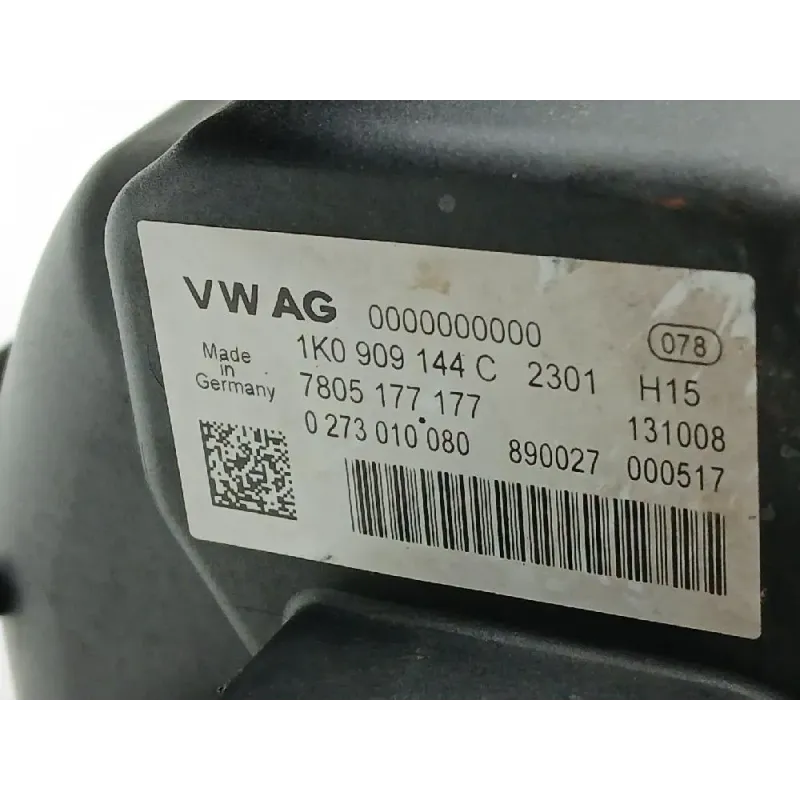 VW AG 0000000000 078
Made in Germany
1K0 909 144 C 2301 H15
7805 177 177 131008
0 273 010 080 890027 000517